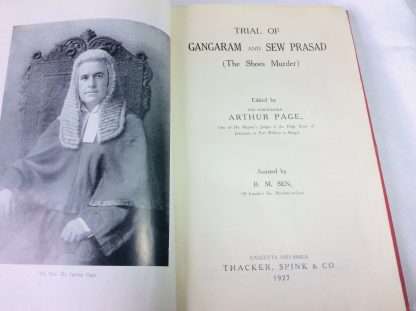 The Hon. Mr. Justice Page.
TRIAL OF
GANGARAM AND SEW PRASAD
(The Shoes Murder)
Edited by
THE HONOURABLE
ARTHUR PAGE,
One of His Majesty's Judges of the High Court of
Judicature at Fort William in Bengal
Assisted by
B. M. SEN,
Of Lincoln's Inn, Barrister-at-Law.
CALCUTTA AND SIMLA
THACKER, SPINK & CO
1927